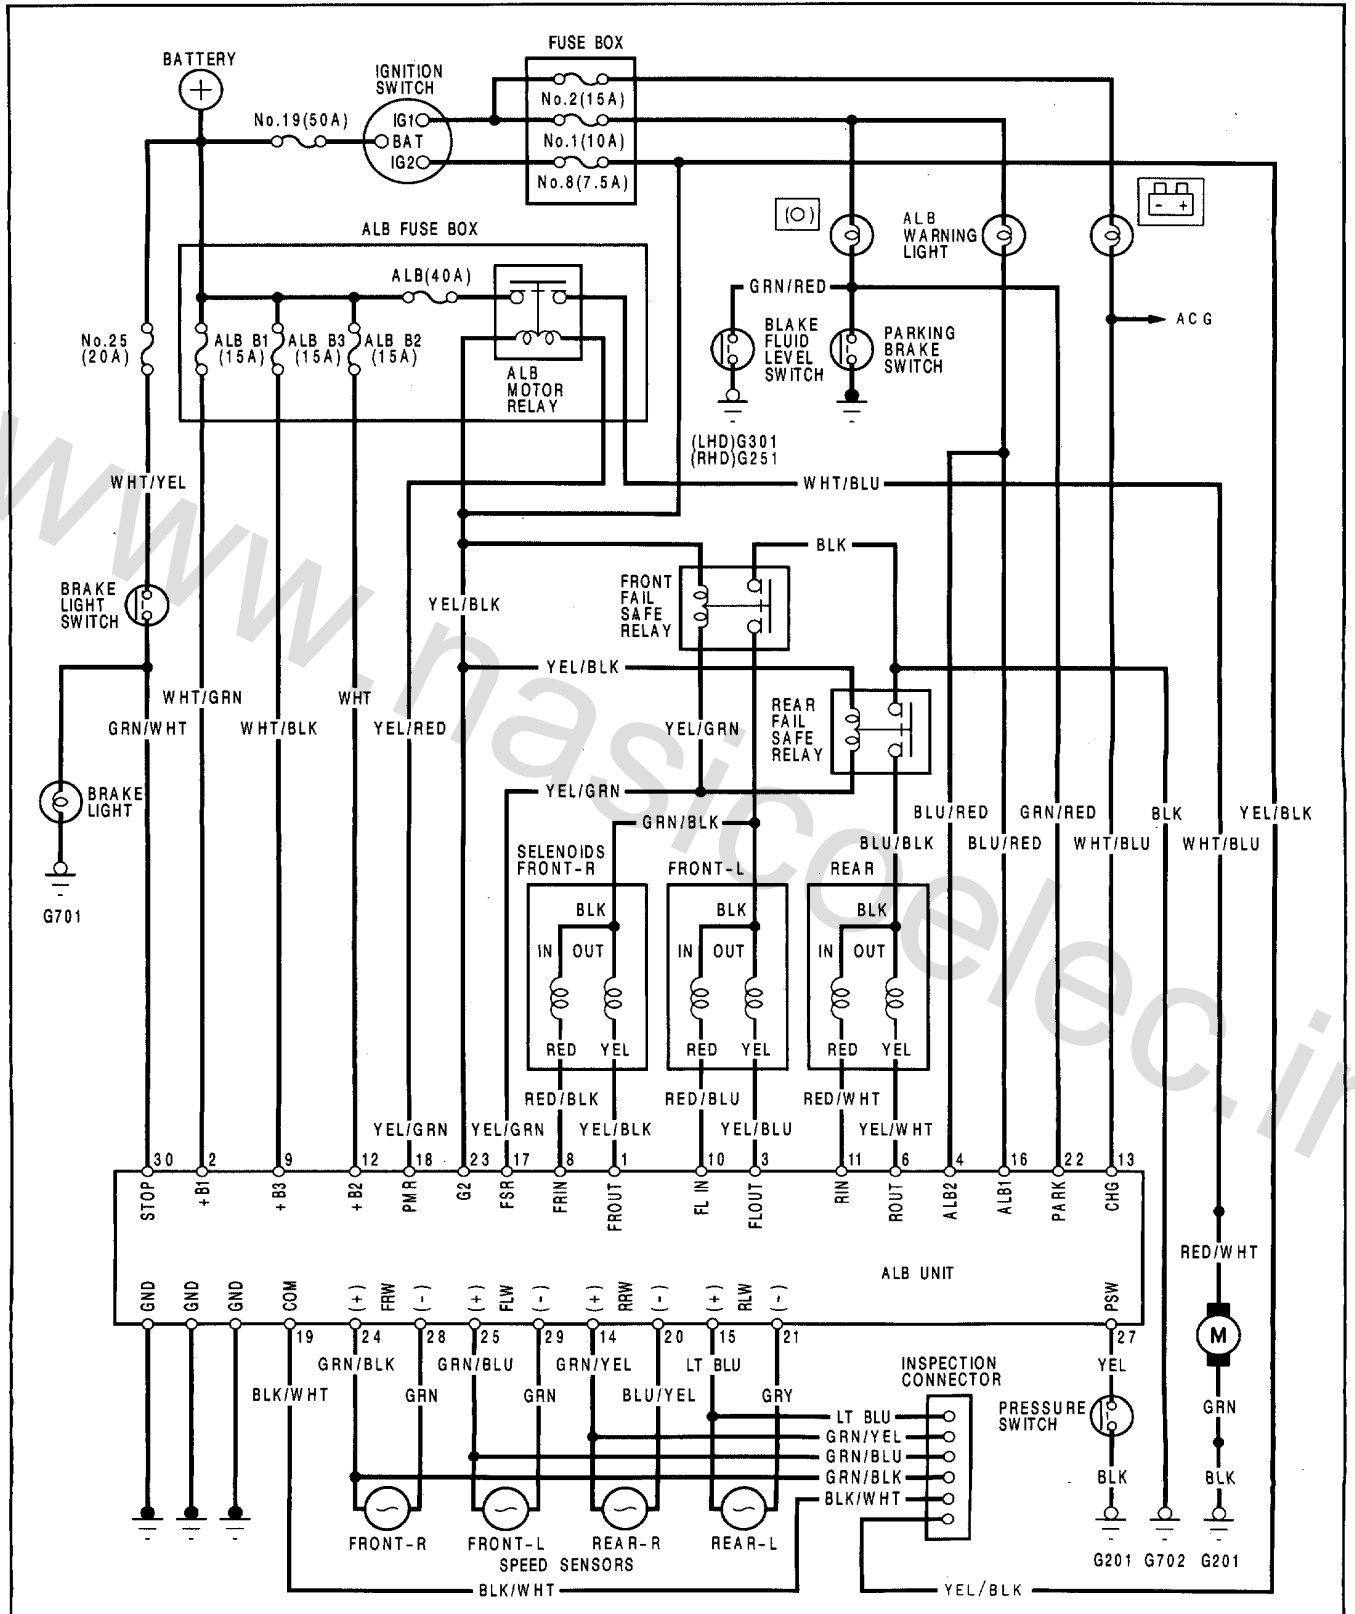 BATTERY
FUSE BOX
IGNITION
SWITCH
No.2(15A)
No.19(50A)
IG1
BAT
IG2
No.1(10A)
No.8(7.5A)
ALB FUSE BOX
(O)
ALB
WARNING
LIGHT
- +
ALB(40A)
GRN/RED
ACG
No.25
(20A)
ALB B1
(15A)
ALB B3
(15A)
ALB B2
(15A)
ALB
MOTOR
RELAY
BLAKE
FLUID
LEVEL
SWITCH
PARKING
BRAKE
SWITCH
(LHD)G301
(RHD)G251
WHT/YEL
WHT/BLU
BLK
BRAKE
LIGHT
SWITCH
YEL/BLK
FRONT
FAIL
SAFE
RELAY
YEL/BLK
WHT/GRN
WHT
GRN/WHT
WHT/BLK
YEL/RED
YEL/GRN
REAR
FAIL
SAFE
RELAY
BRAKE
LIGHT
YEL/GRN
GRN/BLK
BLU/RED
GRN/RED
BLK
YEL/BLK
BLU/BLK
BLU/RED
WHT/BLU
WHT/BLU
SELENOIDS
FRONT-R
FRONT-L
REAR
G701
BLK
BLK
BLK
IN OUT
IN OUT
IN OUT
RED YEL
RED YEL
RED YEL
RED/BLK
RED/BLU
RED/WHT
YEL/GRN
YEL/GRN
YEL/BLK
YEL/BLU
YEL/WHT
30 2 9 12 18 23 17 8 1 10 3 11 6 4 16 22 13
STOP
+B1
+B3
+B2
PMR
G2
FSR
FRIN
FROUT
FL IN
FLOUT
RIN
ROUT
ALB2
ALB1
PARK
CHG
ALB UNIT
RED/WHT
GND
GND
GND
COM
(+) FRW (-)
(+) FLW (-)
(+) RRW (-)
(+) RLW (-)
PSW
19 24 28 25 29 14 20 15 21 27
M
GRN/BLK
GRN/BLU
GRN/YEL
LT BLU
YEL
BLK/WHT
GRN
GRN
BLU/YEL
GRY
INSPECTION
CONNECTOR
PRESSURE
SWITCH
GRN
LT BLU
GRN/YEL
GRN/BLU
GRN/BLK
BLK/WHT
BLK
BLK
FRONT-R
FRONT-L
REAR-R
REAR-L
SPEED SENSORS
G201 G702 G201
BLK/WHT
YEL/BLK
www.nasicoelec.ir